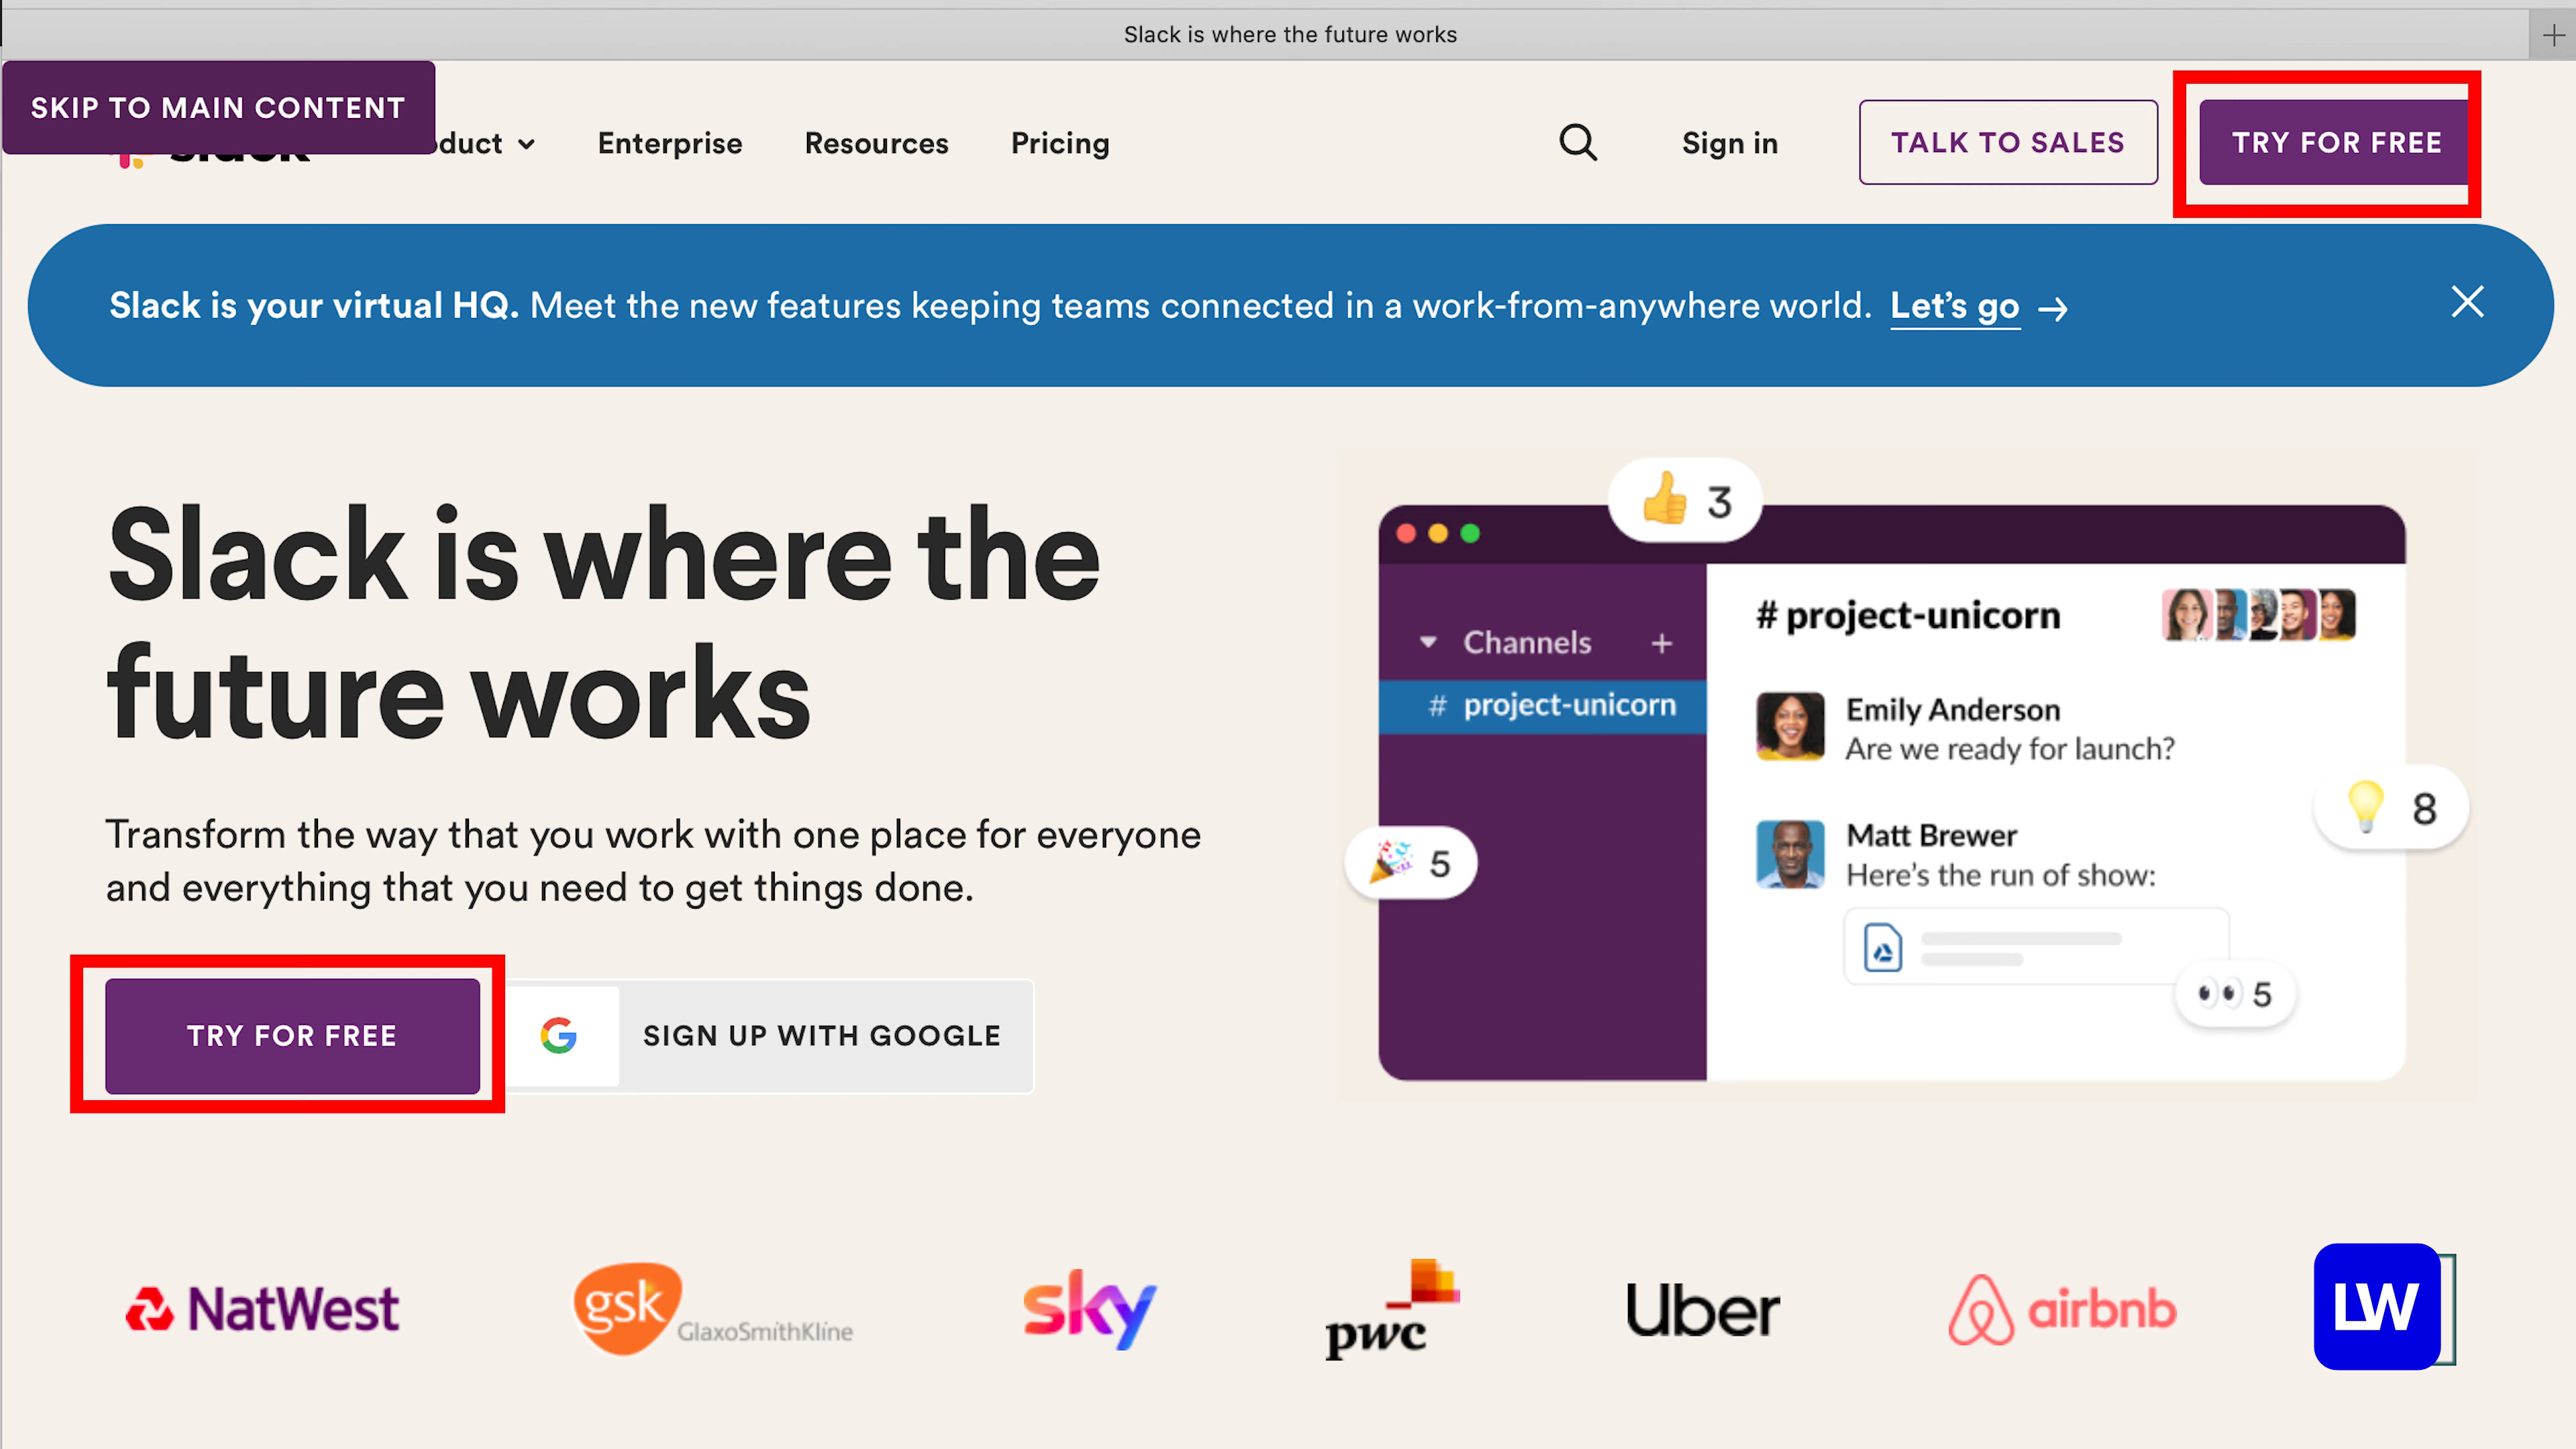 Slack is where the future works
SKIP TO MAIN CONTENT
slack
duct
Enterprise
Resources
Pricing
Sign in
TALK TO SALES
TRY FOR FREE
Slack is your virtual HQ. Meet the new features keeping teams connected in a work-from-anywhere world. Let's go →
Slack is where the
future works
Transform the way that you work with one place for everyone
and everything that you need to get things done.
TRY FOR FREE
SIGN UP WITH GOOGLE
3
Channels +
# project-unicorn
# project-unicorn
Emily Anderson
Are we ready for launch?
Matt Brewer
Here's the run of show:
8
5
5
NatWest
gsk
GlaxoSmithKline
sky
pwc
Uber
airbnb
LW